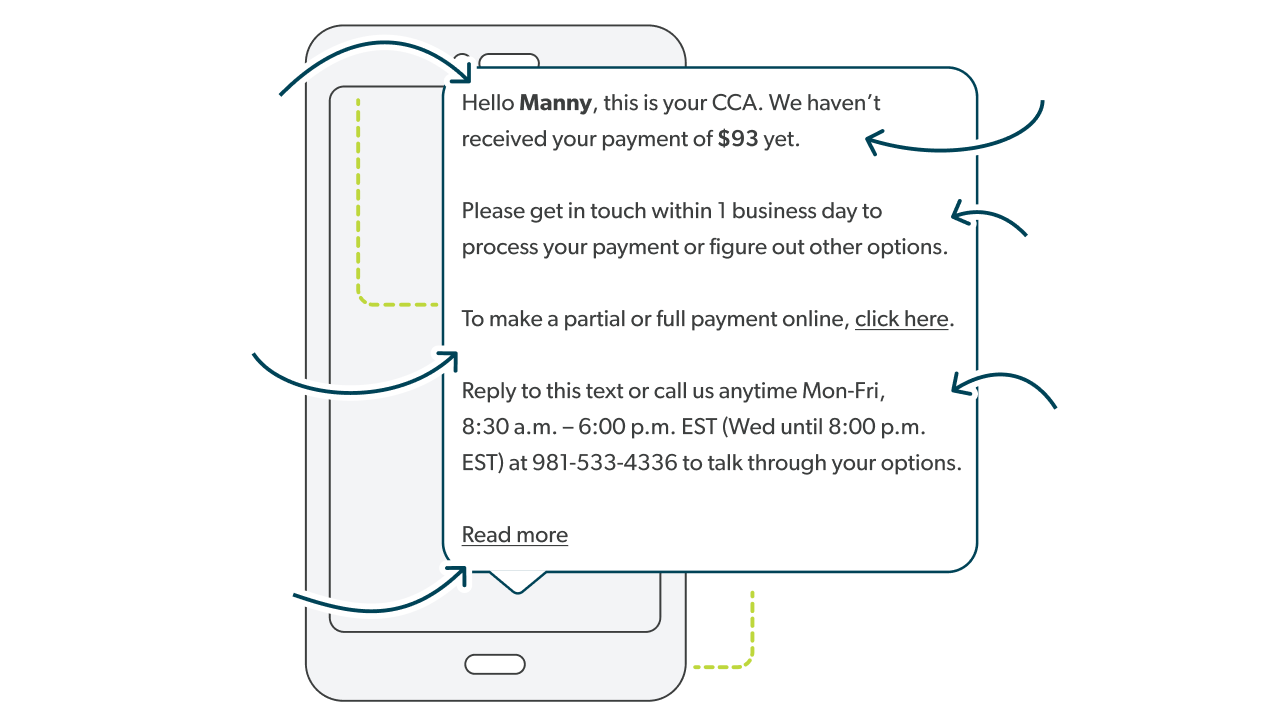 Hello Manny, this is your CCA. We haven’t
received your payment of $93 yet.
Please get in touch within 1 business day to
process your payment or figure out other options.
To make a partial or full payment online, click here.
Reply to this text or call us anytime Mon-Fri,
8:30 a.m. – 6:00 p.m. EST (Wed until 8:00 p.m.
EST) at 981-533-4336 to talk through your options.
Read more